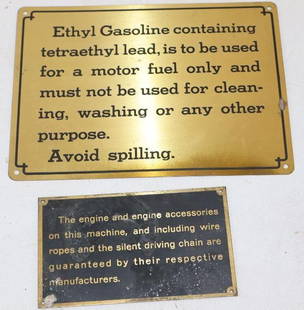 Ethyl Gasoline containing
tetraethyl lead, is to be used
for a motor fuel only and
must not be used for clean-
ing, washing or any other
purpose.
Avoid spilling.
The engine and engine accessories
on this machine, and including wire
ropes and the silent driving chain are
guaranteed by their respective
manufacturers.